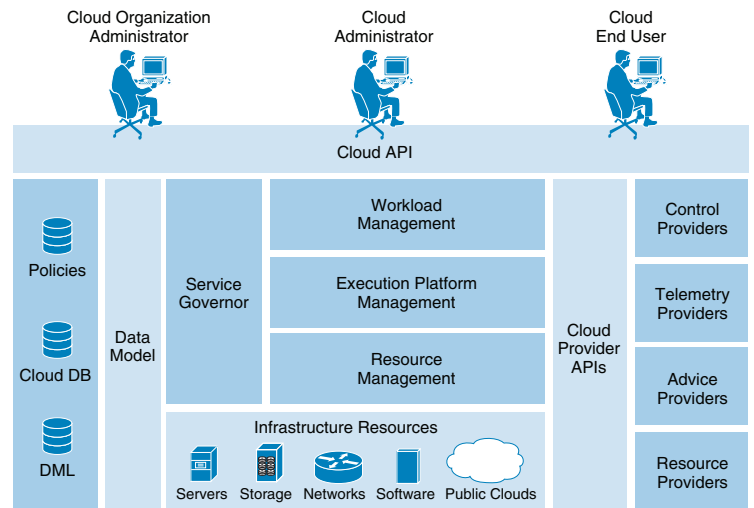 Cloud Organization
Administrator
Cloud
Administrator
Cloud
End User
Cloud API
Policies
Cloud DB
DML
Data
Model
Service
Governor
Workload
Management
Execution Platform
Management
Resource
Management
Infrastructure Resources
Servers
Storage
Networks
Software
Public Clouds
Cloud
Provider
APIs
Control
Providers
Telemetry
Providers
Advice
Providers
Resource
Providers